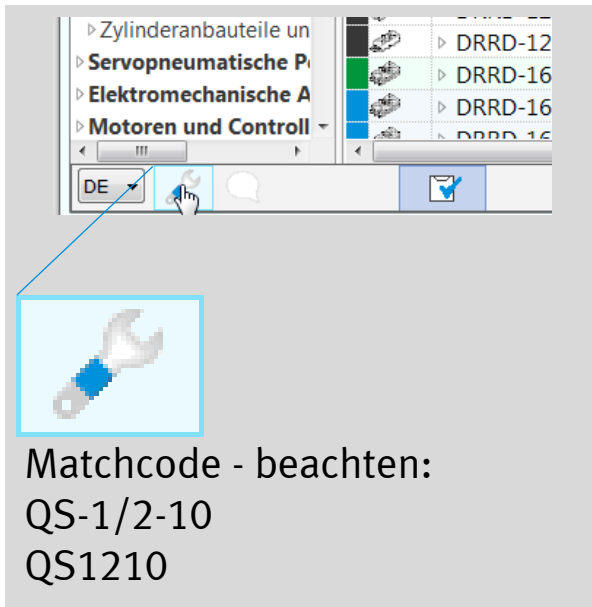 Zylinderanbauteile un
Servopneumatische P
Elektromechanische A
Motoren und Controll
DRRD-12
DRRD-16
DRRD-16
DE
Matchcode - beachten:
QS-1/2-10
QS1210